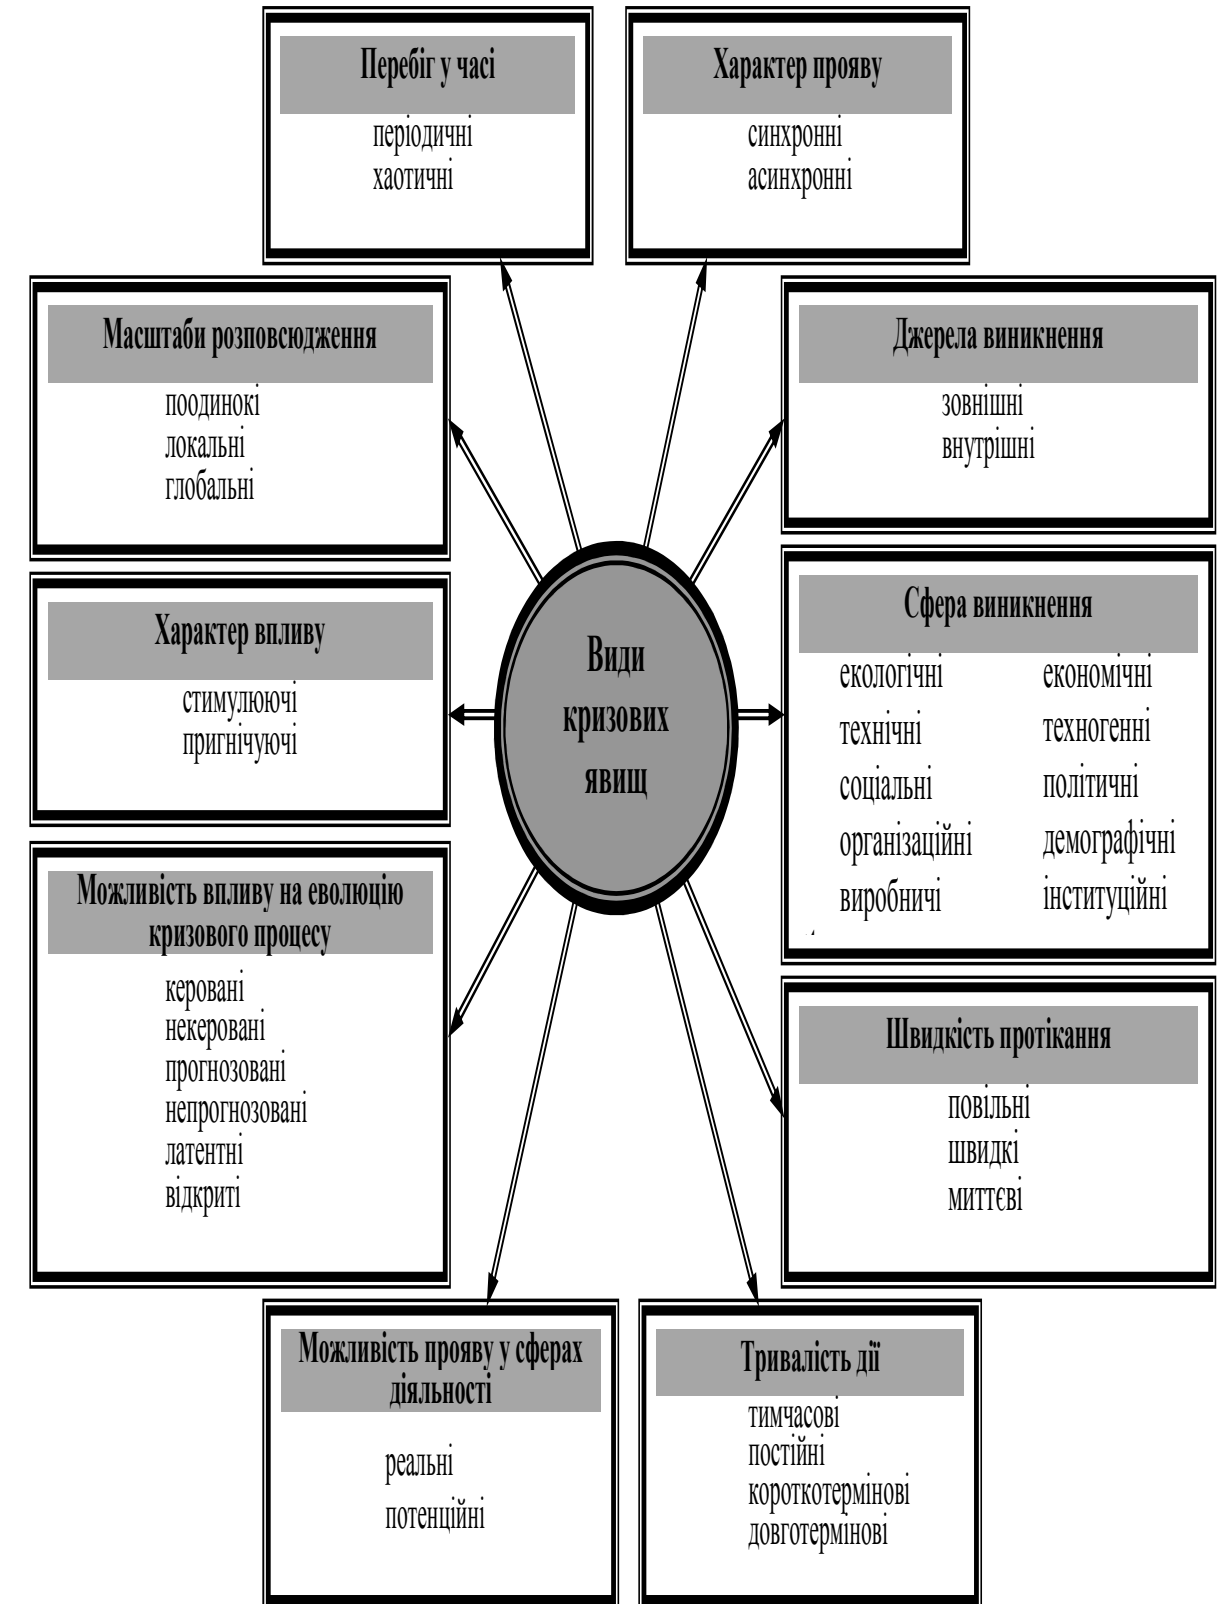 Перебіг у часі
періодичні
хаотичні
Характер прояву
синхронні
асинхронні
Масштаби розповсюдження
поодинокі
локальні
глобальні
Джерела виникнення
зовнішні
внутрішні
Характер впливу
стимулюючі
пригнічуючі
Види
кризових
явищ
Сфера виникнення
екологічні економічні
технічні техногенні
соціальні політичні
організаційні демографічні
виробничі інституційні
Можливість впливу на еволюцію
кризового процесу
керовані
некеровані
прогнозовані
непрогнозовані
латентні
відкриті
Швидкість протікання
повільні
швидкі
миттєві
Можливість прояву у сферах
діяльності
реальні
потенційні
Тривалість дії
тимчасові
постійні
короткотермінові
довготермінові